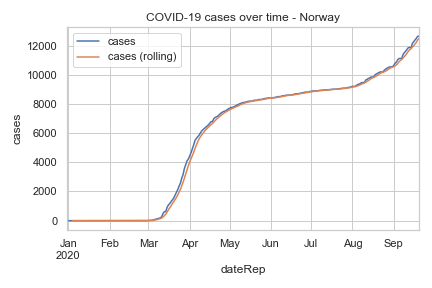 COVID-19 cases over time - Norway
cases
cases (rolling)
12000
10000
8000
6000
4000
2000
0
cases
Jan Feb Mar Apr May Jun Jul Aug Sep
2020
dateRep